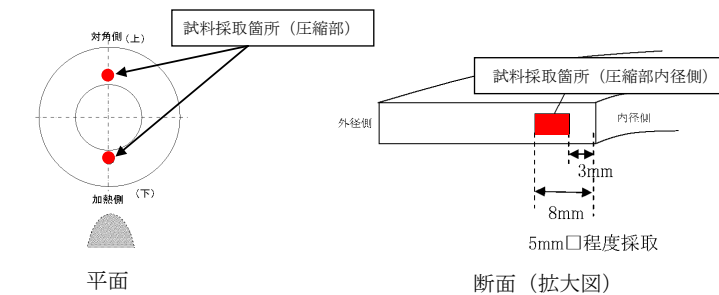 試料採取箇所（圧縮部）
対角側（上）
加熱側
（下）
平面
試料採取箇所（圧縮部内径側）
外径側
内径側
3mm
8mm
5mm□程度採取
断面（拡大図）